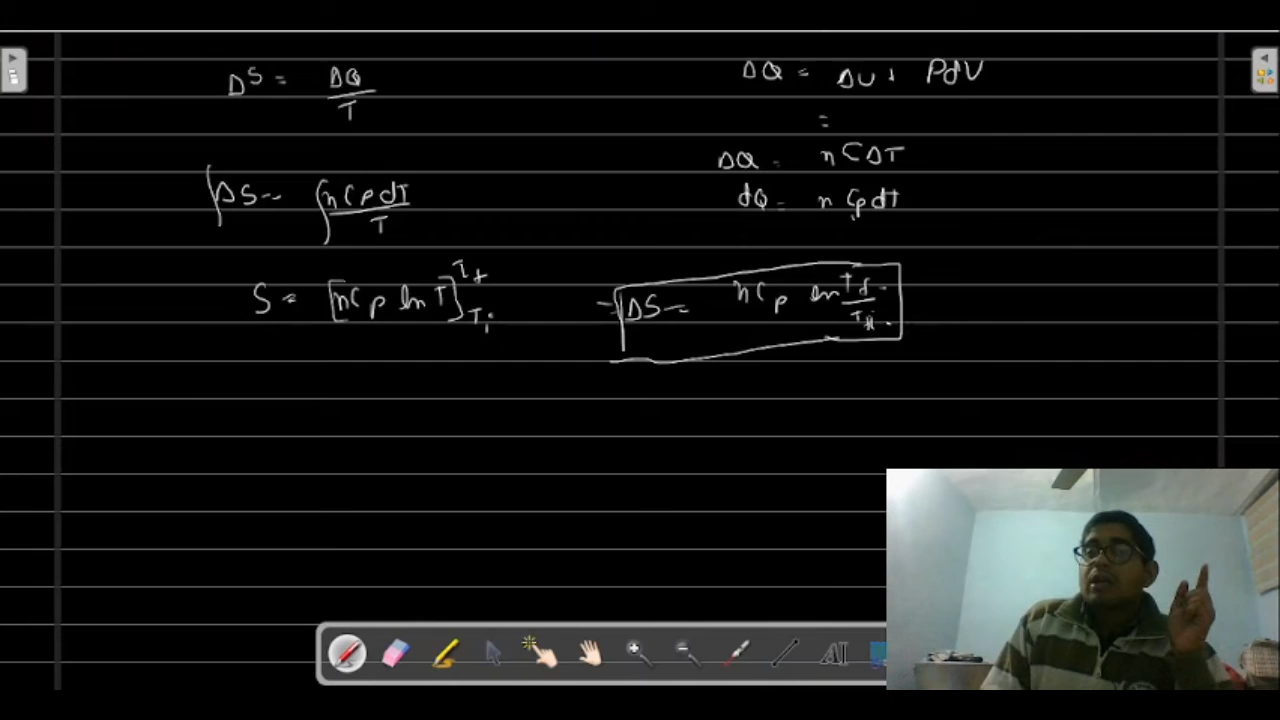 ΔS = ΔQ/T
ΔQ = ΔU + PdV
=
ΔQ = nCΔT
∫ΔS = ∫nCpdT/T
dQ = nCpdT
S = [nCp ln T]Tf Ti
ΔS = nCp ln Tf/Ti
AI